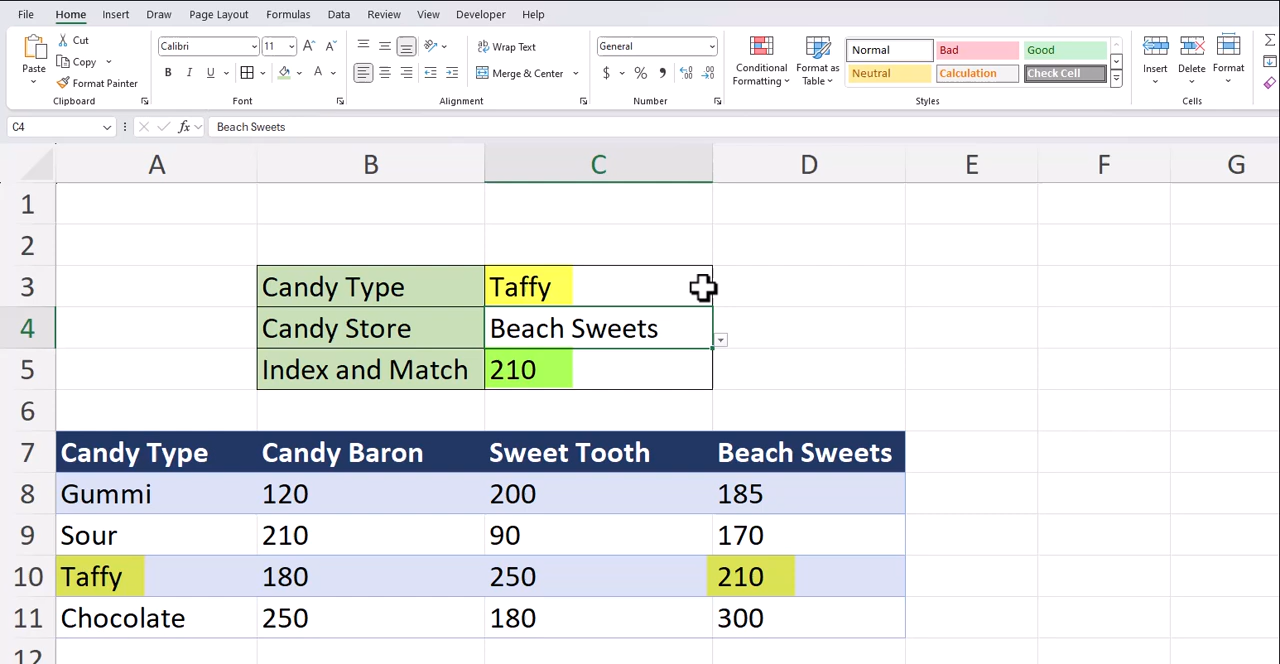 File Home Insert Draw Page Layout Formulas Data Review View Developer Help
Paste Cut Copy Format Painter Clipboard
Calibri 11 A A B I U A Font
Wrap Text Merge & Center Alignment
General $ % Number
Conditional Formatting Format as Table
Normal Bad Good
Neutral Calculation Check Cell
Styles
Insert Delete Format Cells
C4 fx Beach Sweets
A B C D E F G
1
2
3 Candy Type Taffy
4 Candy Store Beach Sweets
5 Index and Match 210
6
7 Candy Type Candy Baron Sweet Tooth Beach Sweets
8 Gummi 120 200 185
9 Sour 210 90 170
10 Taffy 180 250 210
11 Chocolate 250 180 300
12